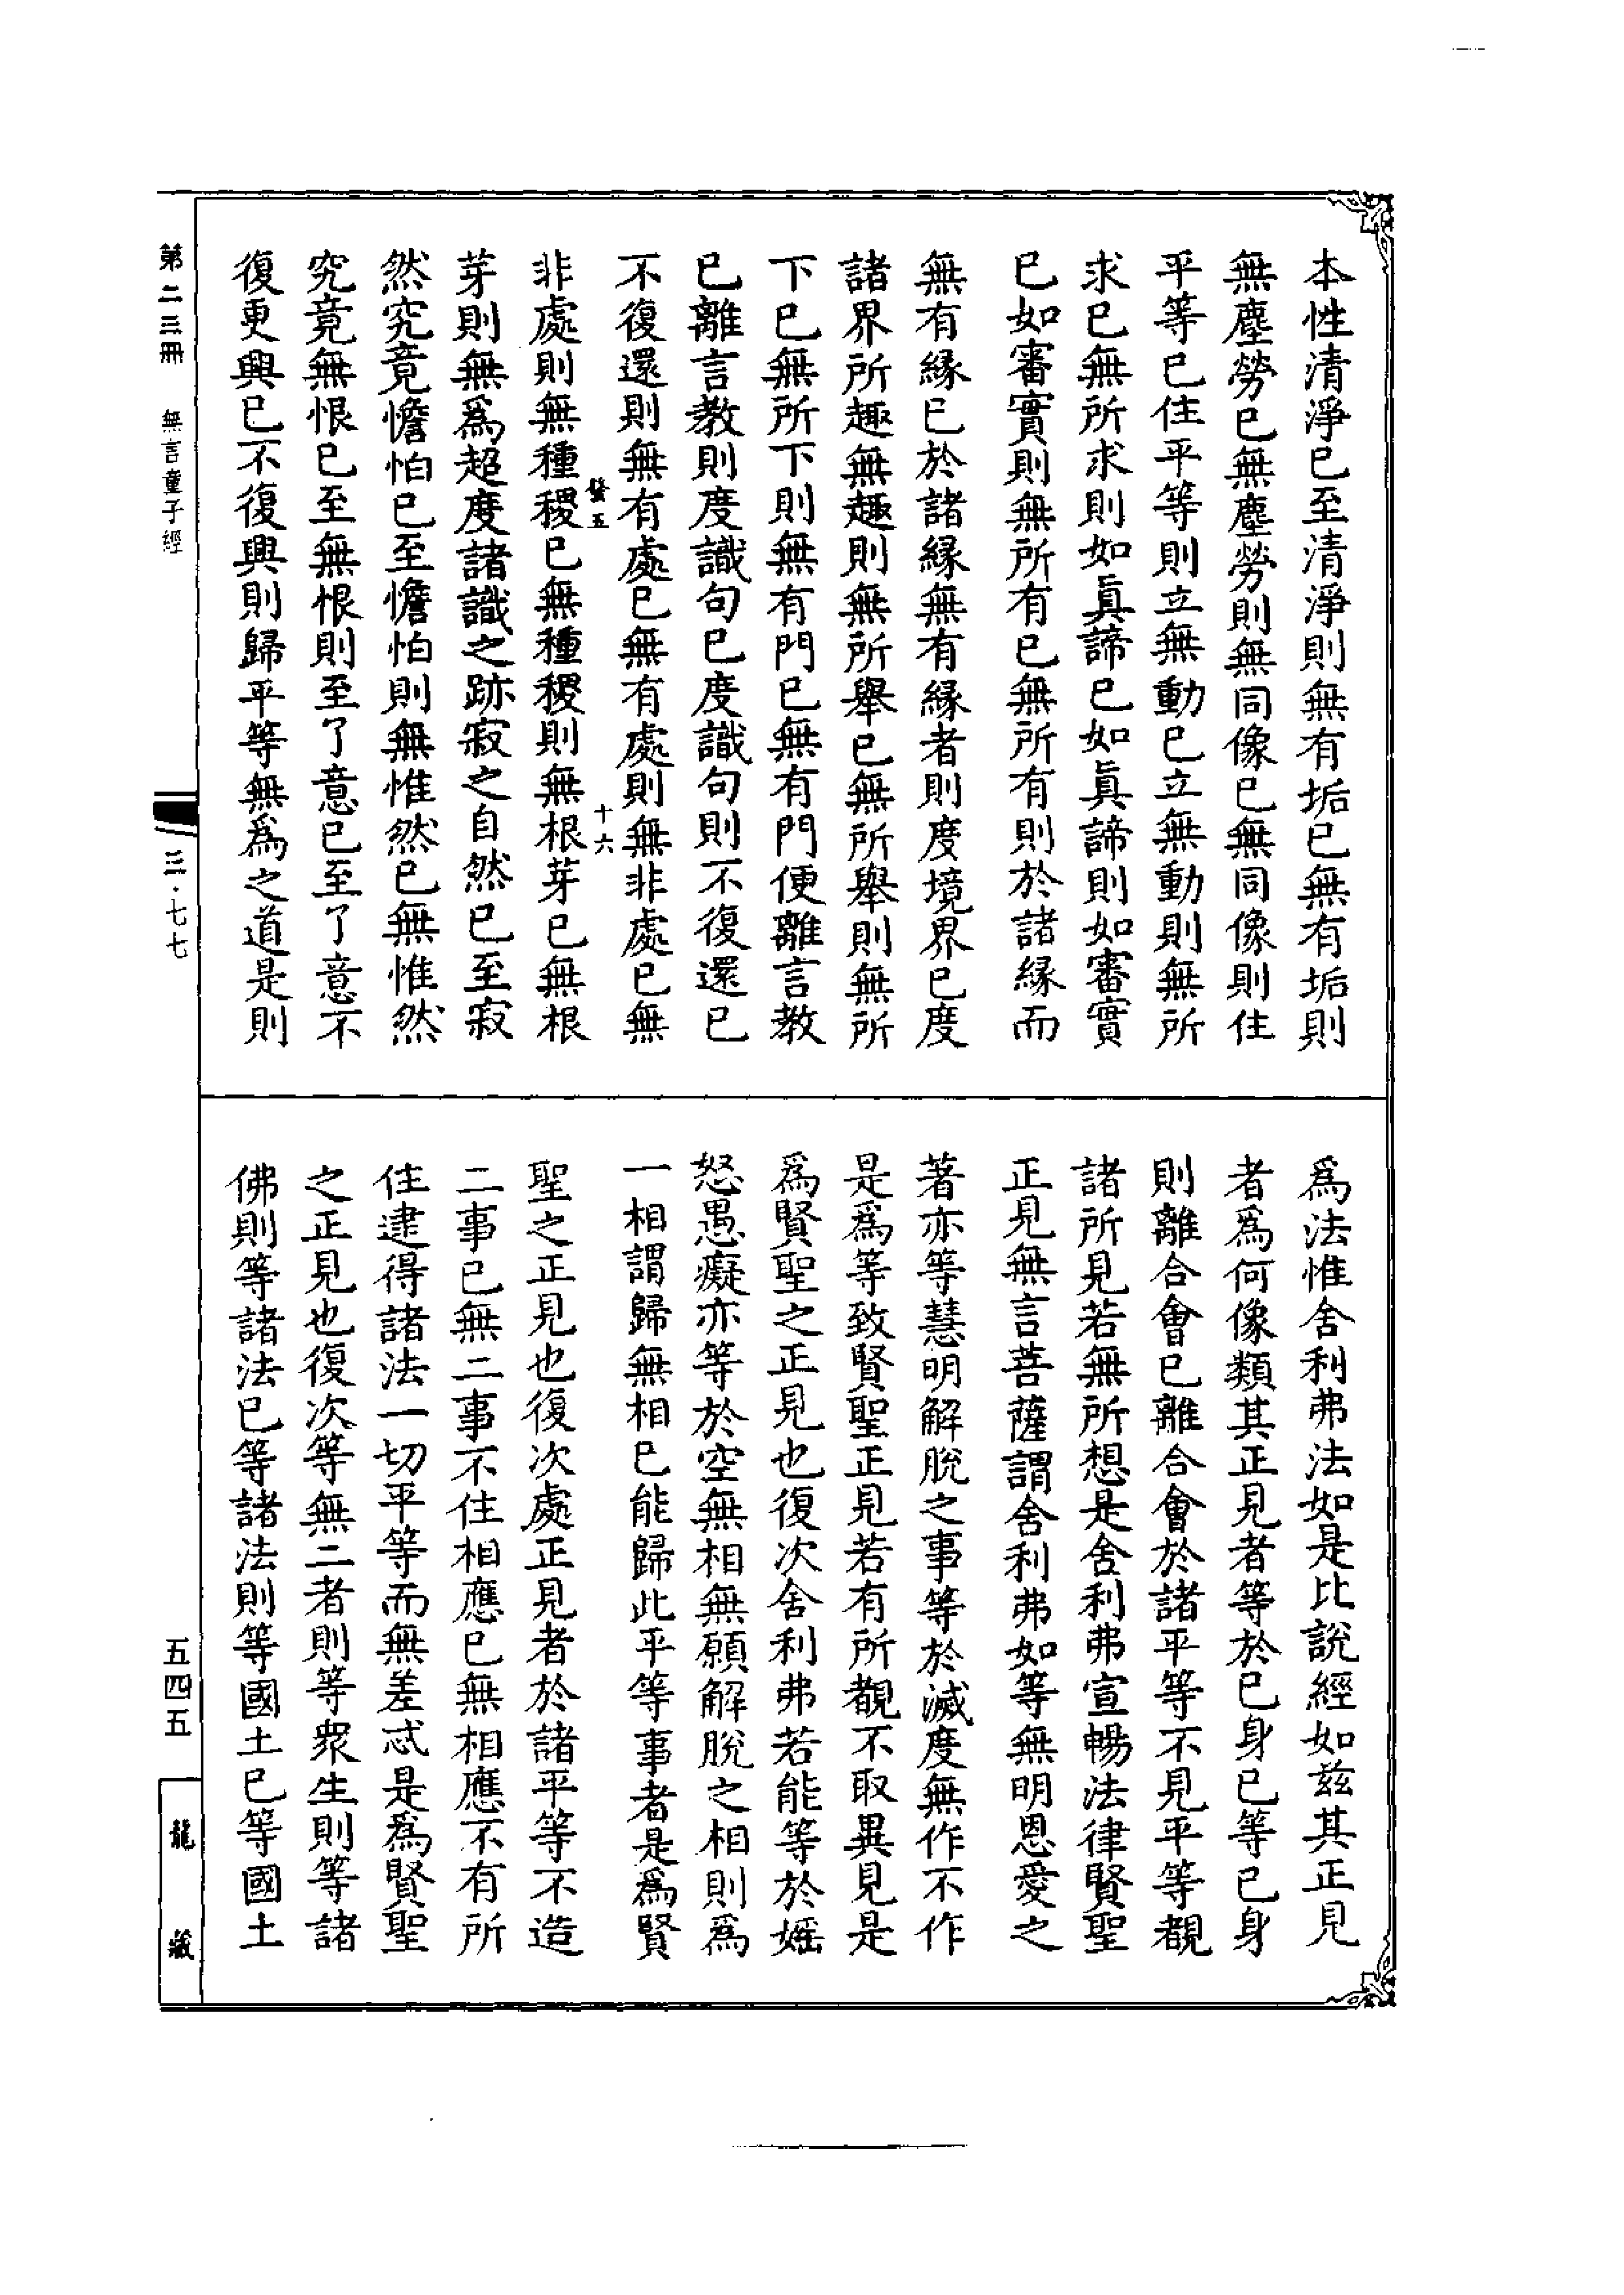 本性清淨已至清淨則無有垢已無有垢則
無塵勞已無塵勞則無同像已無同像則住
平等已住平等則立無動已立無動則無所
求已無所求則如眞諦已如眞諦則如審實
已如審實則無所有已無所有則於諸緣而
無有緣已於諸緣無有緣者則度境界已度
諸界所趣無趣則無所舉已無所舉則無所
下已無所下則無有門已無有門便離言教
已離言教則度識句已度識句則不復還已
不復還則無有處已無有處則無非處已無
非處則無種稷已無種稷則無根芽已無根
芽則無爲超度諸識之跡寂之自然已至寂
然究竟憺怕已至憺怕則無惟然已無惟然
究竟無恨已至無恨則至了意已至了意不
復更興已不復興則歸平等無爲之道是則
發五
十六
爲法惟舍利弗法如是比說經如茲其正見
者爲何像類其正見者等於已身已等已身
則離合會已離合會於諸平等不見平等覩
諸所見若無所想是舍利弗宣暢法律賢聖
正見無言菩薩謂舍利弗如等無明恩愛之
著亦等慧明解脫之事等於滅度無作不作
是爲等致賢聖正見若有所覩不取異見是
爲賢聖之正見也復次舍利弗若能等於婬
怒愚癡亦等於空無相無願解脫之相則爲
一相謂歸無相已能歸此平等事者是爲賢
聖之正見也復次處正見者於諸平等不造
二事已無二事不住相應已無相應不有所
住逮得諸法一切平等而無差忒是爲賢聖
之正見也復次等無二者則等衆生則等諸
佛則等諸法已等諸法則等國土已等國土
第二三冊 無言童子經
三·七七
五四五
龍藏